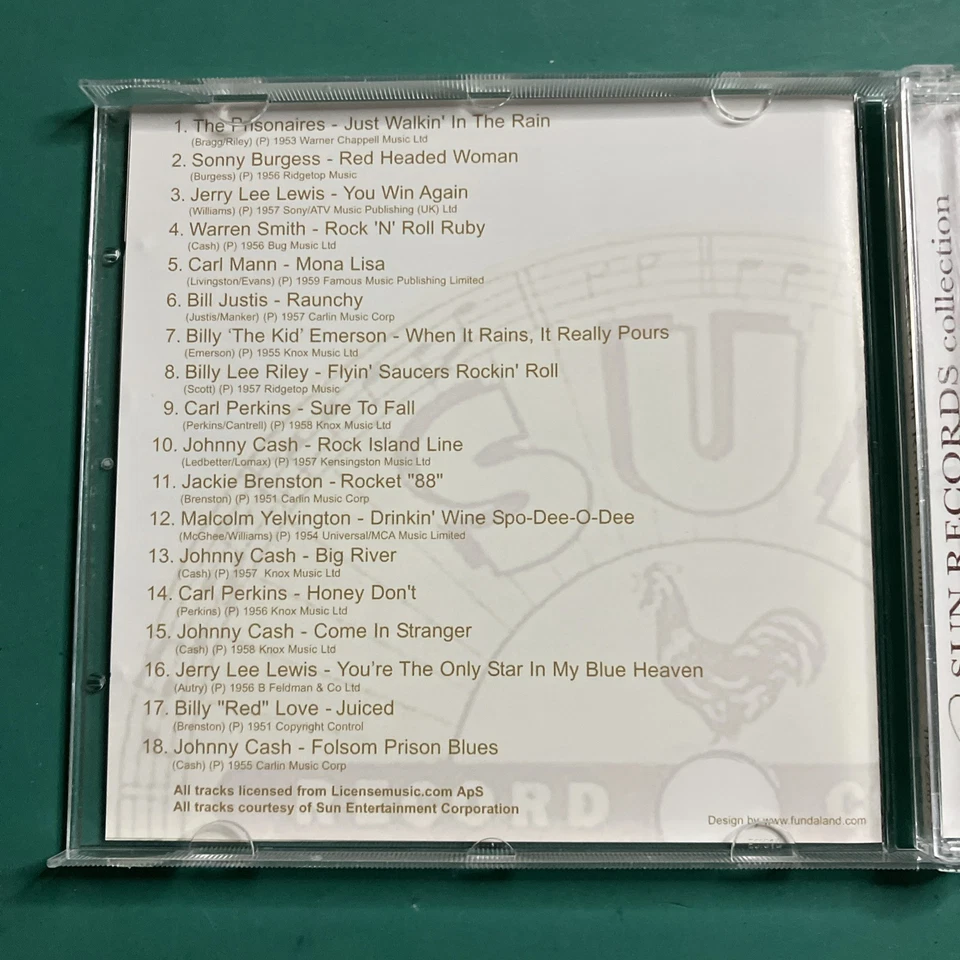 1. The Prisonaires - Just Walkin' In The Rain
(Bragg/Riley) (P) 1953 Warner Chappell Music Ltd
2. Sonny Burgess - Red Headed Woman
(Burgess) (P) 1956 Ridgetop Music
3. Jerry Lee Lewis - You Win Again
(Williams) (P) 1957 Sony/ATV Music Publishing (UK) Ltd
4. Warren Smith - Rock 'N' Roll Ruby
(Cash) (P) 1956 Bug Music Ltd
5. Carl Mann - Mona Lisa
(Livingston/Evans) (P) 1959 Famous Music Publishing Limited
6. Bill Justis - Raunchy
(Justis/Manker) (P) 1957 Carlin Music Corp
7. Billy ‘The Kid’ Emerson - When It Rains, It Really Pours
(Emerson) (P) 1955 Knox Music Ltd
8. Billy Lee Riley - Flyin' Saucers Rockin' Roll
(Scott) (P) 1957 Ridgetop Music
9. Carl Perkins - Sure To Fall
(Perkins/Cantrell) (P) 1958 Knox Music Ltd
10. Johnny Cash - Rock Island Line
(Ledbetter/Lomax) (P) 1957 Kensingston Music Ltd
11. Jackie Brenston - Rocket "88"
(Brenston) (P) 1951 Carlin Music Corp
12. Malcolm Yelvington - Drinkin' Wine Spo-Dee-O-Dee
(McGhee/Williams) (P) 1954 Universal/MCA Music Limited
13. Johnny Cash - Big River
(Cash) (P) 1957 Knox Music Ltd
14. Carl Perkins - Honey Don't
(Perkins) (P) 1956 Knox Music Ltd
15. Johnny Cash - Come In Stranger
(Cash) (P) 1958 Knox Music Ltd
16. Jerry Lee Lewis - You're The Only Star In My Blue Heaven
(Autry) (P) 1956 B Feldman & Co Ltd
17. Billy "Red" Love - Juiced
(Brenston) (P) 1951 Copyright Control
18. Johnny Cash - Folsom Prison Blues
(Cash) (P) 1955 Carlin Music Corp
All tracks licensed from Licensemusic.com ApS
All tracks courtesy of Sun Entertainment Corporation
Design by www.fundaland.com
SU
RECORD C
SUN RECORDS collection